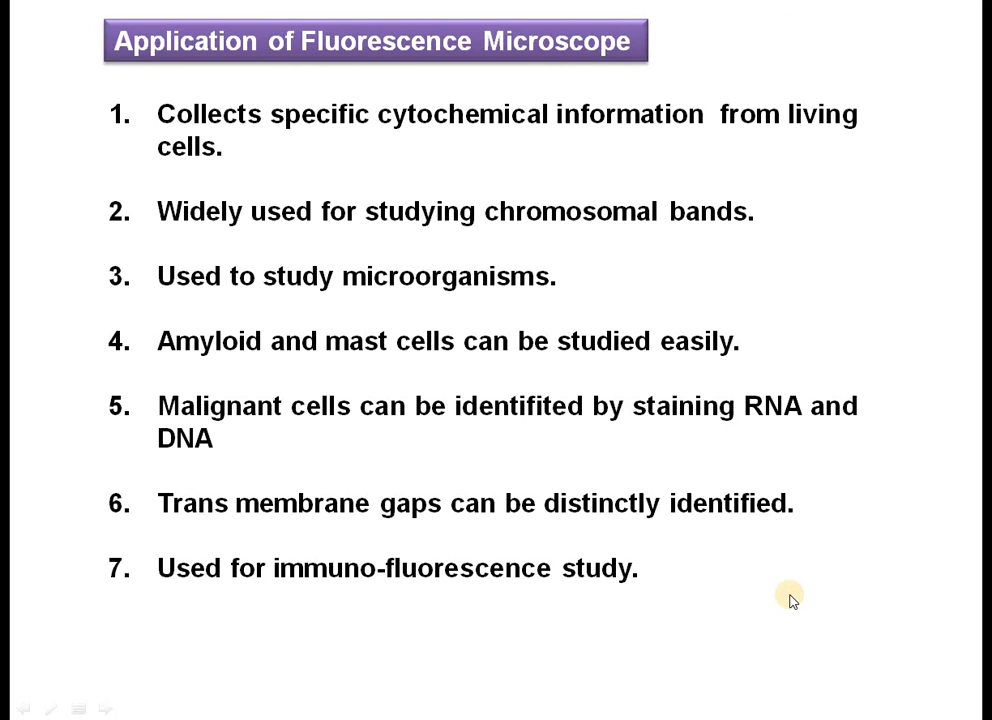 Application of Fluorescence Microscope
1. Collects specific cytochemical information from living
cells.
2. Widely used for studying chromosomal bands.
3. Used to study microorganisms.
4. Amyloid and mast cells can be studied easily.
5. Malignant cells can be identifited by staining RNA and
DNA
6. Trans membrane gaps can be distinctly identified.
7. Used for immuno-fluorescence study.